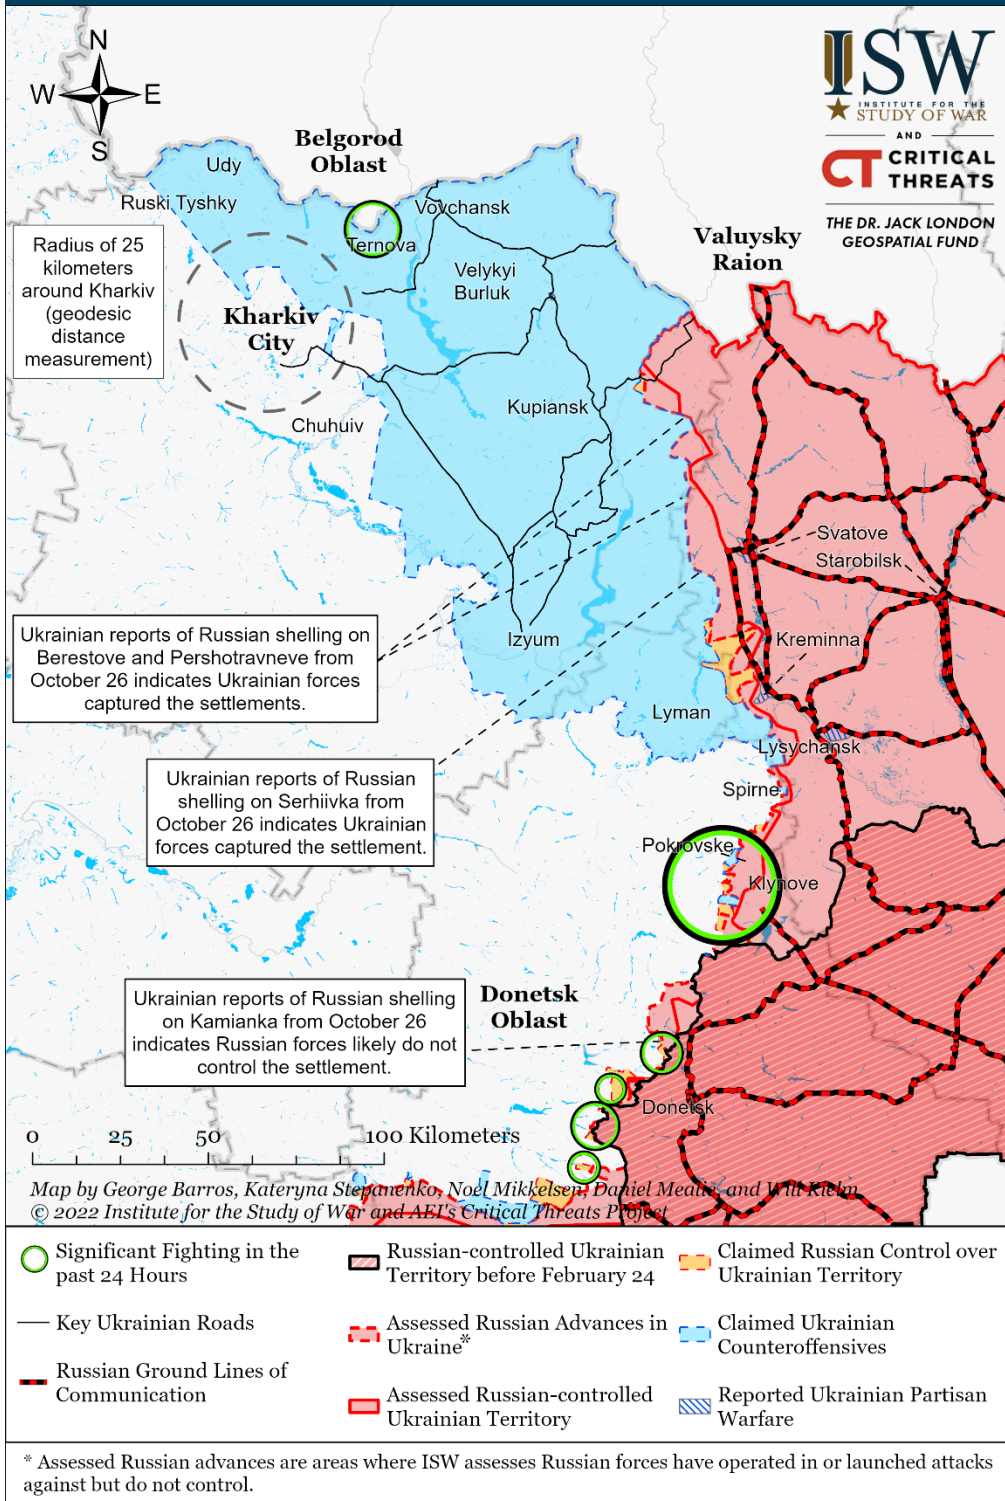 N
W E
S
ISW
INSTITUTE FOR THE
STUDY OF WAR
AND
CT CRITICAL
THREATS
THE DR. JACK LONDON
GEOSPATIAL FUND
Belgorod
Oblast
Udy
Ruski Tyshky
Vovchansk
Ternova
Valuysky
Raion
Radius of 25
kilometers
around Kharkiv
(geodesic
distance
measurement)
Velykyi
Burluk
Kharkiv
City
Kupiansk
Chuhuiv
Svatove
Starobilsk
Ukrainian reports of Russian shelling on
Berestove and Pershotravneve from
October 26 indicates Ukrainian forces
captured the settlements.
Izyum
Kreminna
Lyman
Lysychansk
Ukrainian reports of Russian
shelling on Serhiivka from
October 26 indicates Ukrainian
forces captured the settlement.
Spirne
Pokrovske
Klynove
Ukrainian reports of Russian shelling
on Kamianka from October 26
indicates Russian forces likely do not
control the settlement.
Donetsk
Oblast
Donetsk
0 25 50 100 Kilometers
Map by George Barros, Kateryna Stepanenko, Noel Mikkelsen, Daniel Mealie, and Will Kielm
© 2022 Institute for the Study of War and AEI's Critical Threats Project
Significant Fighting in the
past 24 Hours
Key Ukrainian Roads
Russian Ground Lines of
Communication
Russian-controlled Ukrainian
Territory before February 24
Assessed Russian Advances in
Ukraine*
Assessed Russian-controlled
Ukrainian Territory
Claimed Russian Control over
Ukrainian Territory
Claimed Ukrainian
Counteroffensives
Reported Ukrainian Partisan
Warfare
* Assessed Russian advances are areas where ISW assesses Russian forces have operated in or launched attacks
against but do not control.